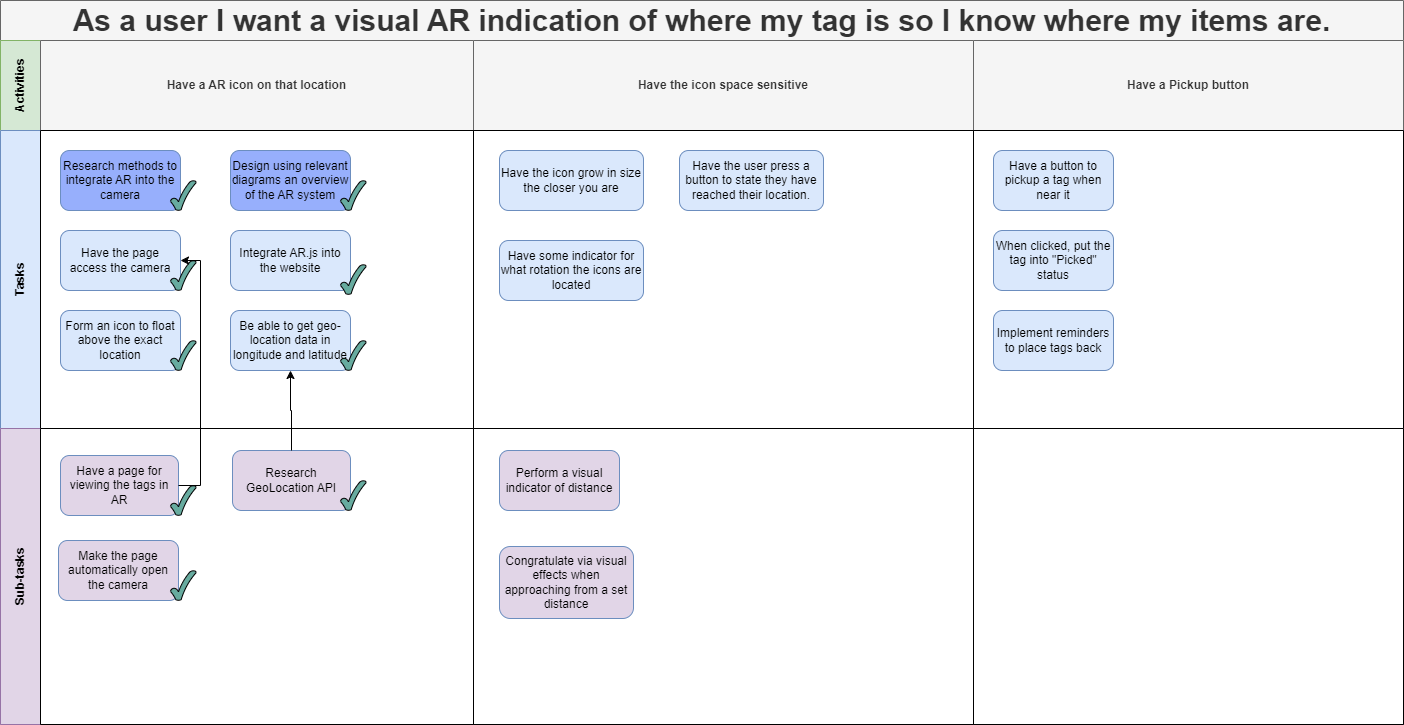 As a user I want a visual AR indication of where my tag is so I know where my items are.
Activities
Have a AR icon on that location
Have the icon space sensitive
Have a Pickup button
Tasks
Research methods to
integrate AR into the
camera
Design using relevant
diagrams an overview
of the AR system
Have the page
access the camera
Integrate AR.js into
the website
Form an icon to float
above the exact
location
Be able to get geo-
location data in
longitude and latitude
Have the icon grow in size
the closer you are
Have the user press a
button to state they have
reached their location.
Have some indicator for
what rotation the icons are
located
Have a button to
pickup a tag when
near it
When clicked, put the
tag into "Picked"
status
Implement reminders
to place tags back
Sub-tasks
Have a page for
viewing the tags in
AR
Research
GeoLocation API
Make the page
automatically open
the camera
Perform a visual
indicator of distance
Congratulate via visual
effects when
approaching from a set
distance